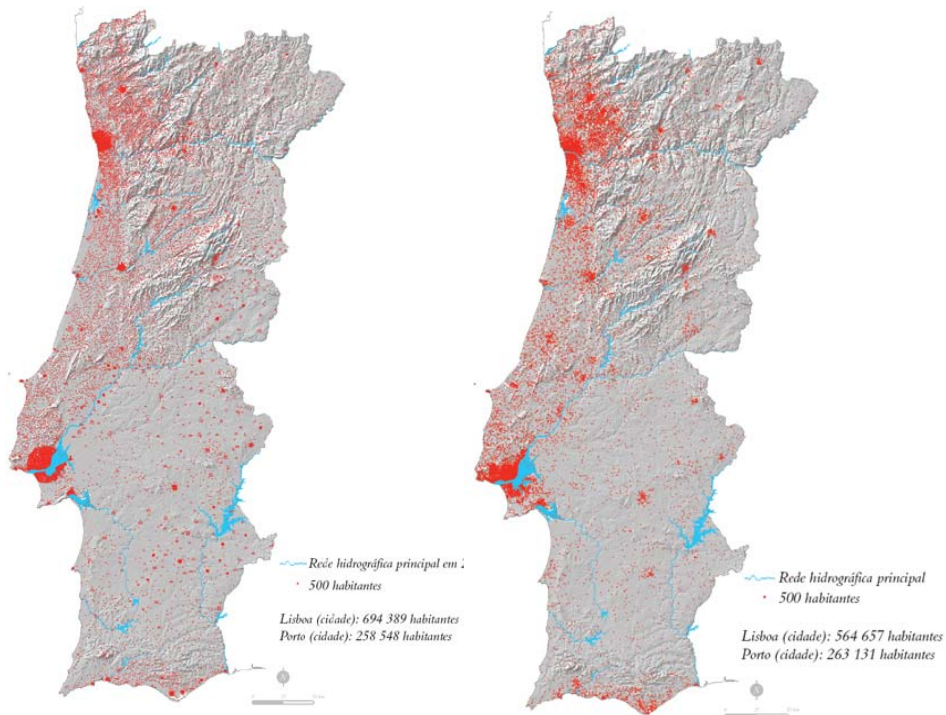 Rede hidrográfica principal em
500 habitantes
Lisboa (cidade): 694 389 habitantes
Porto (cidade): 258 548 habitantes
Rede hidrográfica principal
500 habitantes
Lisboa (cidade): 564 657 habitantes
Porto (cidade): 263 131 habitantes